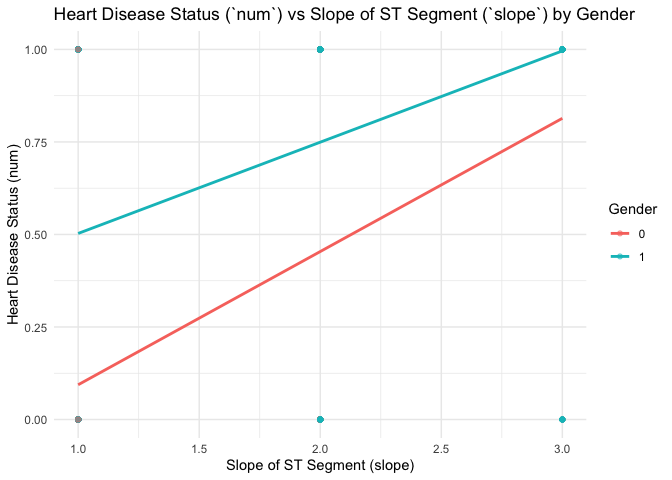 Heart Disease Status (`num`) vs Slope of ST Segment (`slope`) by Gender
1.00
0.75
0.50
0.25
0.00
Heart Disease Status (num)
1.0 1.5 2.0 2.5 3.0
Slope of ST Segment (slope)
Gender
0
1